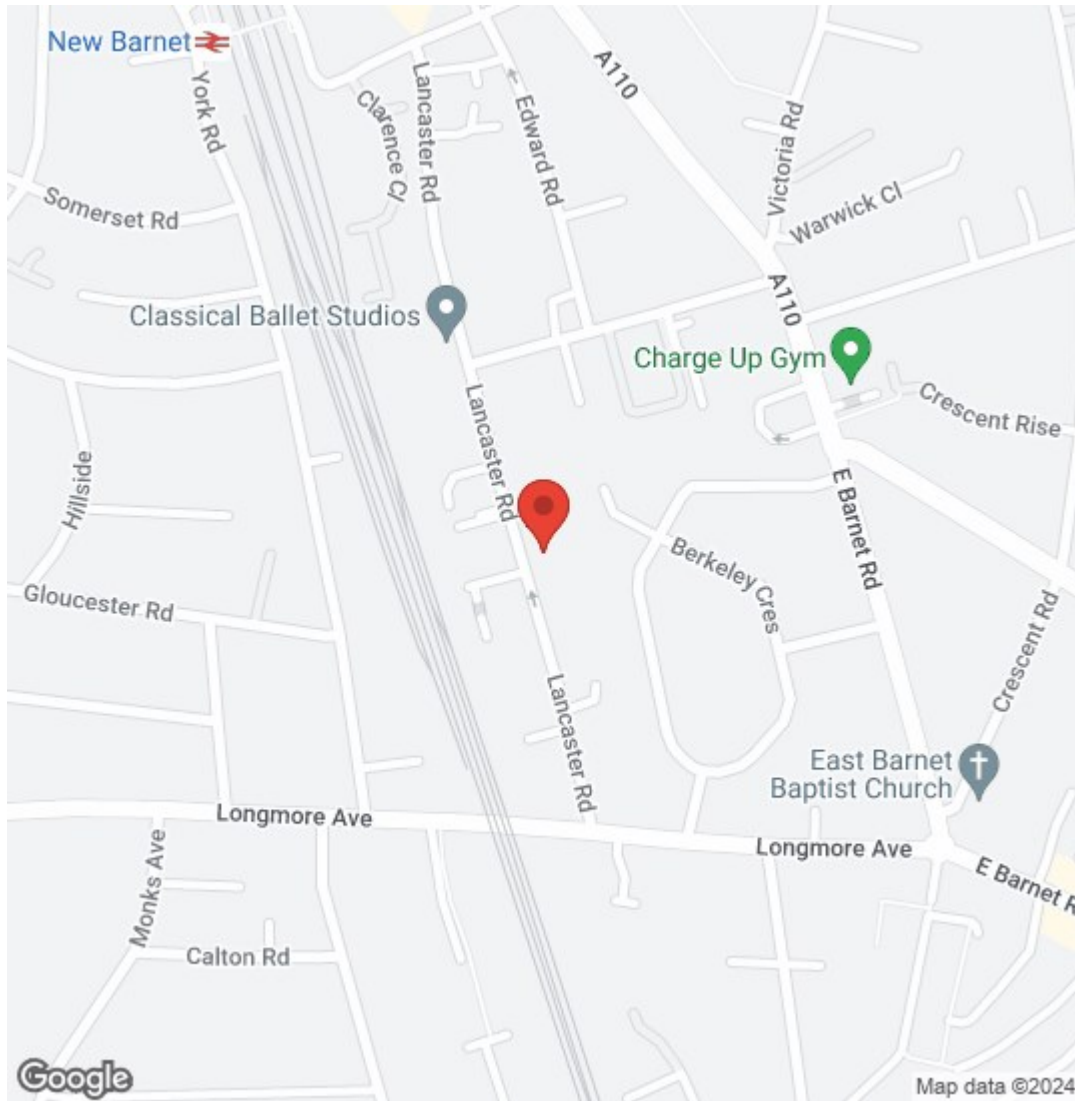 New Barnet
York Rd
Somerset Rd
Clarence Cl
Lancaster Rd
Edward Rd
A110
Victoria Rd
Warwick Cl
A110
Classical Ballet Studios
Charge Up Gym
Crescent Rise
Lancaster Rd
Hillside
E Barnet Rd
Berkeley Cres
Gloucester Rd
Crescent Rd
Lancaster Rd
East Barnet
Baptist Church
Longmore Ave
Longmore Ave
E Barnet R
Monks Ave
Calton Rd
Google
Map data ©2024